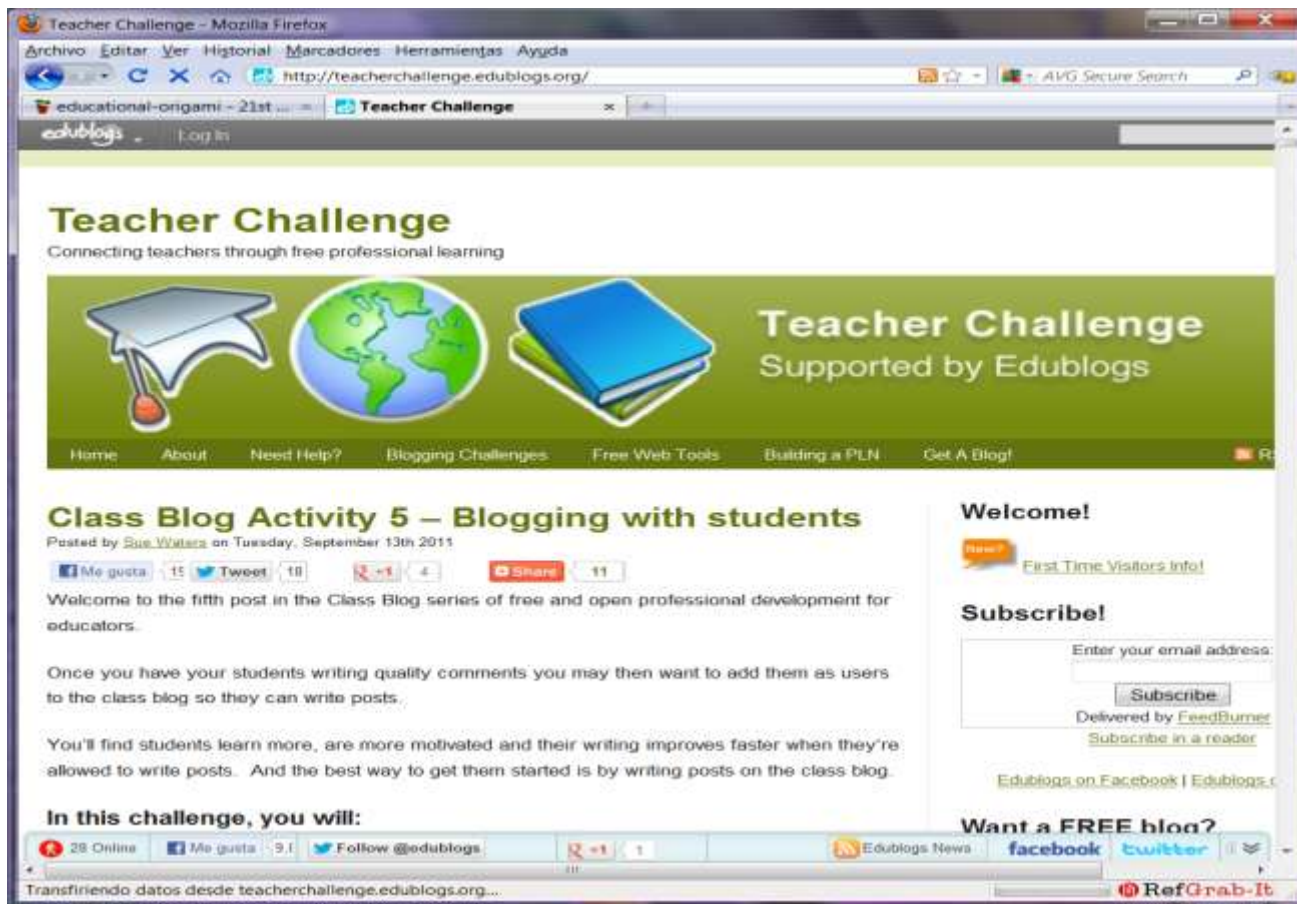 Teacher Challenge - Mozilla Firefox
Archivo Editar Ver Historial Marcadores Herramientas Ayuda
http://teacherchallenge.edublogs.org/ AVG Secure Search
educational-origami - 21st ... Teacher Challenge
edublogs Log In
Teacher Challenge
Connecting teachers through free professional learning
Teacher Challenge
Supported by Edublogs
Home About Need Help? Blogging Challenges Free Web Tools Building a PLN Get A Blog!
Class Blog Activity 5 – Blogging with students
Posted by Sue Waters on Tuesday, September 13th 2011
Me gusta 15 Tweet 18 +1 4 Share 11
Welcome to the fifth post in the Class Blog series of free and open professional development for
educators.
Once you have your students writing quality comments you may then want to add them as users
to the class blog so they can write posts.
You'll find students learn more, are more motivated and their writing improves faster when they're
allowed to write posts. And the best way to get them started is by writing posts on the class blog.
In this challenge, you will:
Welcome!
New?
First Time Visitors Info!
Subscribe!
Enter your email address:
Subscribe
Delivered by FeedBurner
Subscribe in a reader
Edublogs on Facebook | Edublogs
Want a FREE blog?
28 Online Me gusta Follow @edublogs +1 1 Edublogs News facebook twitter
Transfiriendo datos desde teacherchallenge.edublogs.org...
RefGrab-It